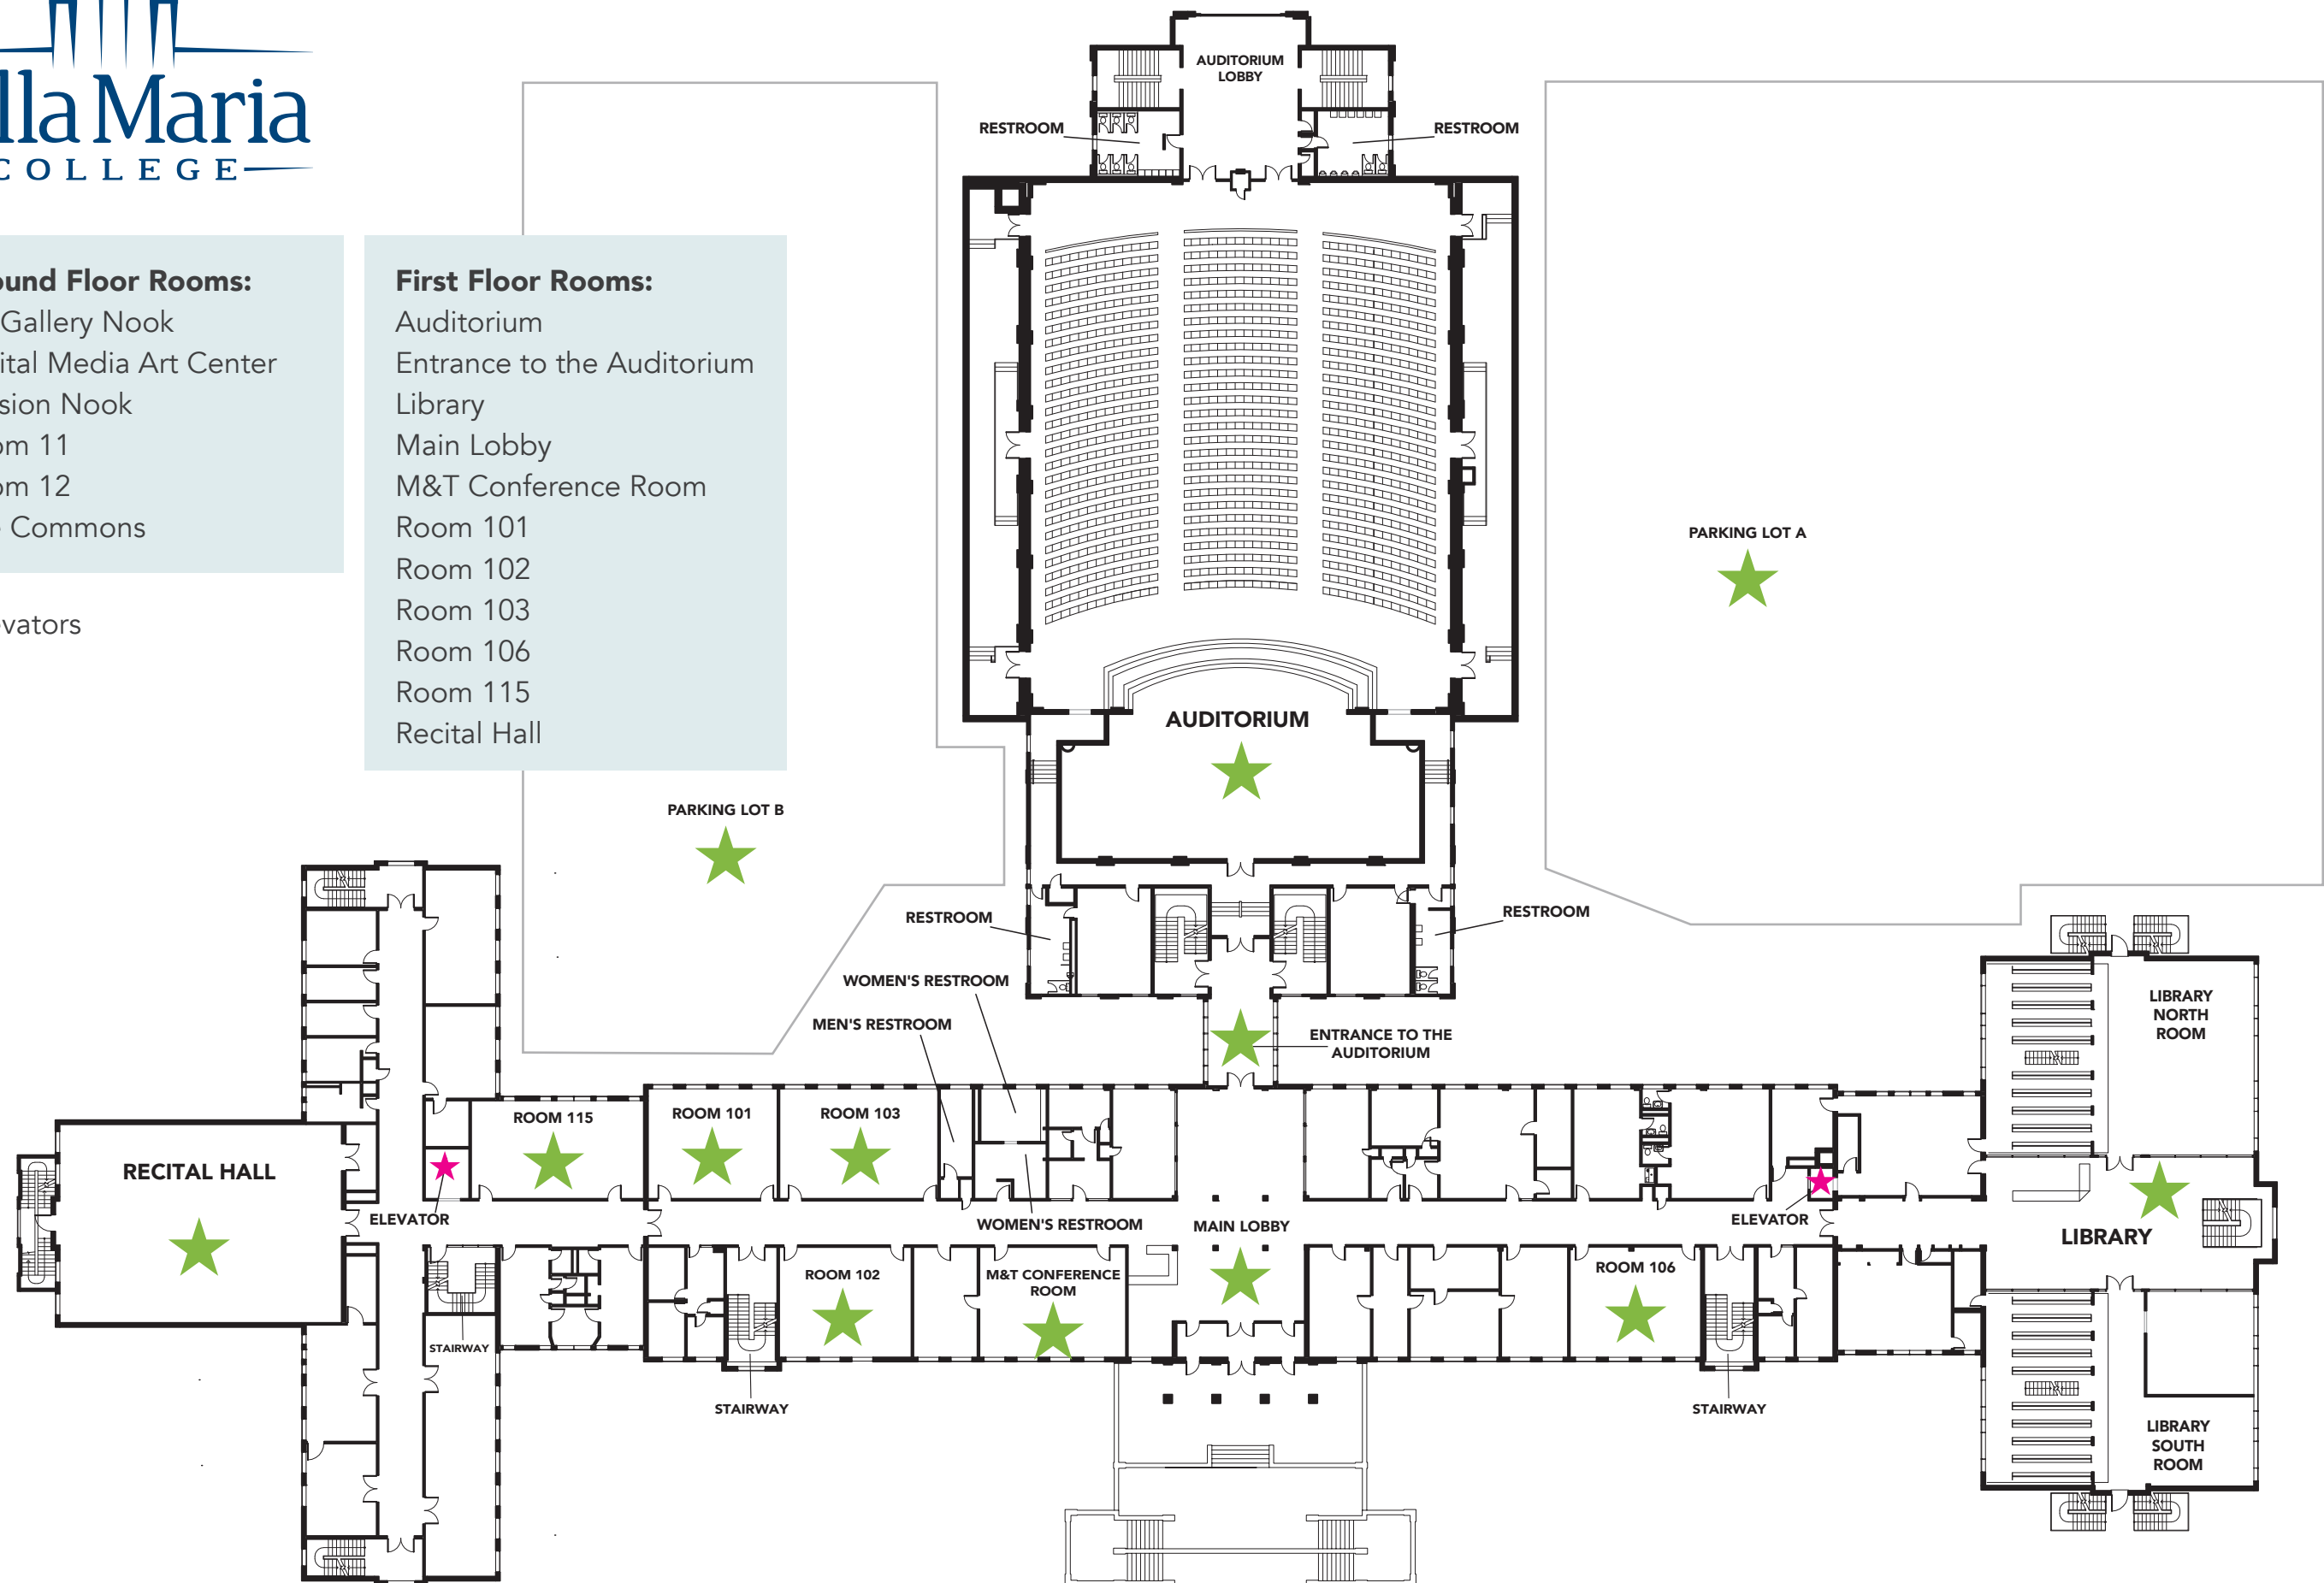 lla Maria
COLLEGE
ound Floor Rooms:
Gallery Nook
ital Media Art Center
sion Nook
om 11
om 12
Commons
vators
First Floor Rooms:
Auditorium
Entrance to the Auditorium
Library
Main Lobby
M&T Conference Room
Room 101
Room 102
Room 103
Room 106
Room 115
Recital Hall
AUDITORIUM
LOBBY
RESTROOM
RESTROOM
PARKING LOT A
AUDITORIUM
PARKING LOT B
RESTROOM
RESTROOM
WOMEN'S RESTROOM
MEN'S RESTROOM
ENTRANCE TO THE
AUDITORIUM
LIBRARY
NORTH
ROOM
ROOM 115
ROOM 101
ROOM 103
RECITAL HALL
ELEVATOR
WOMEN'S RESTROOM
MAIN LOBBY
ELEVATOR
LIBRARY
ROOM 102
M&T CONFERENCE
ROOM
ROOM 106
STAIRWAY
STAIRWAY
STAIRWAY
LIBRARY
SOUTH
ROOM